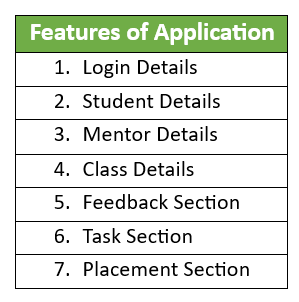 Features of Application
1. Login Details
2. Student Details
3. Mentor Details
4. Class Details
5. Feedback Section
6. Task Section
7. Placement Section